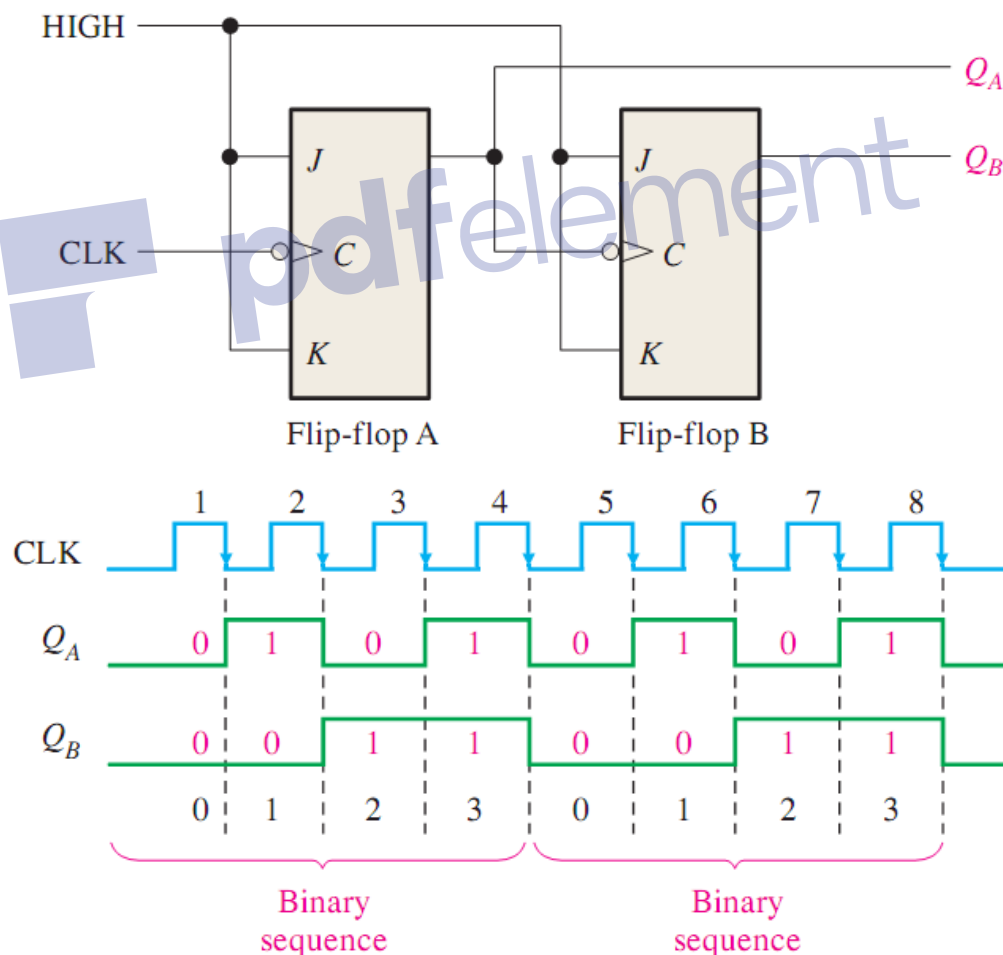 HIGH
Q_A
J
J
Q_B
pdfelement
CLK
C
C
K
K
Flip-flop A
Flip-flop B
1 2 3 4 5 6 7 8
CLK
Q_A 0 1 0 1 0 1 0 1
Q_B 0 0 1 1 0 0 1 1
0 1 2 3 0 1 2 3
Binary sequence
Binary sequence